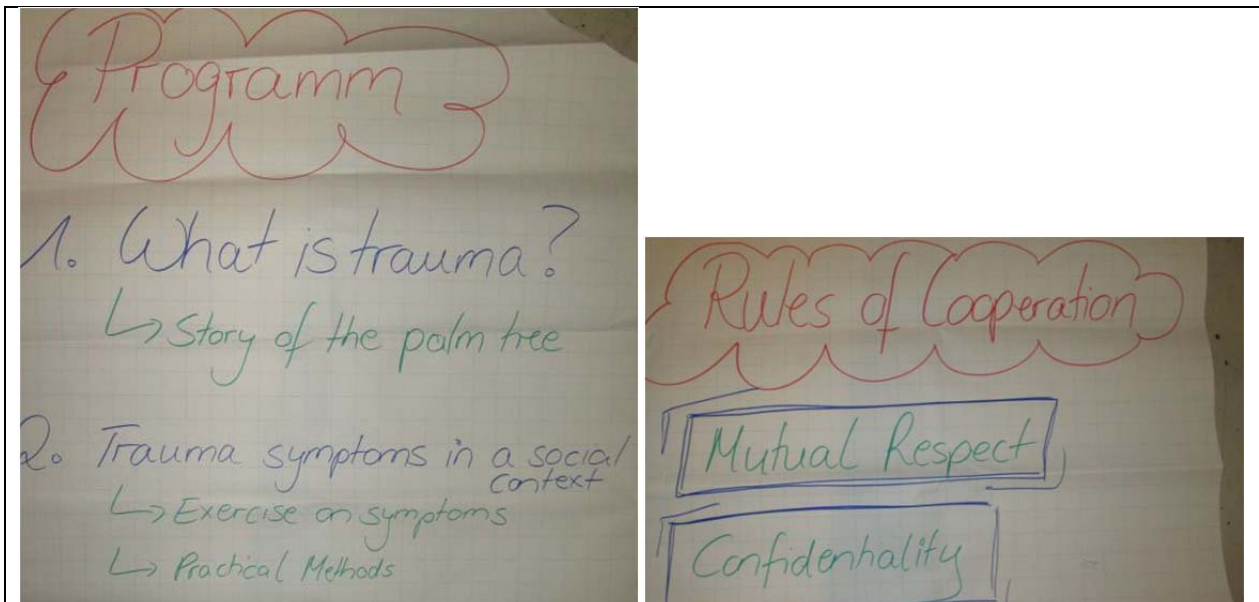 Programm
1. What is trauma?
↳ Story of the palm tree
2. Trauma symptoms in a social
context
↳ Exercise on symptoms
↳ Practical Methods
Rules of Cooperation
Mutual Respect
Confidentiality